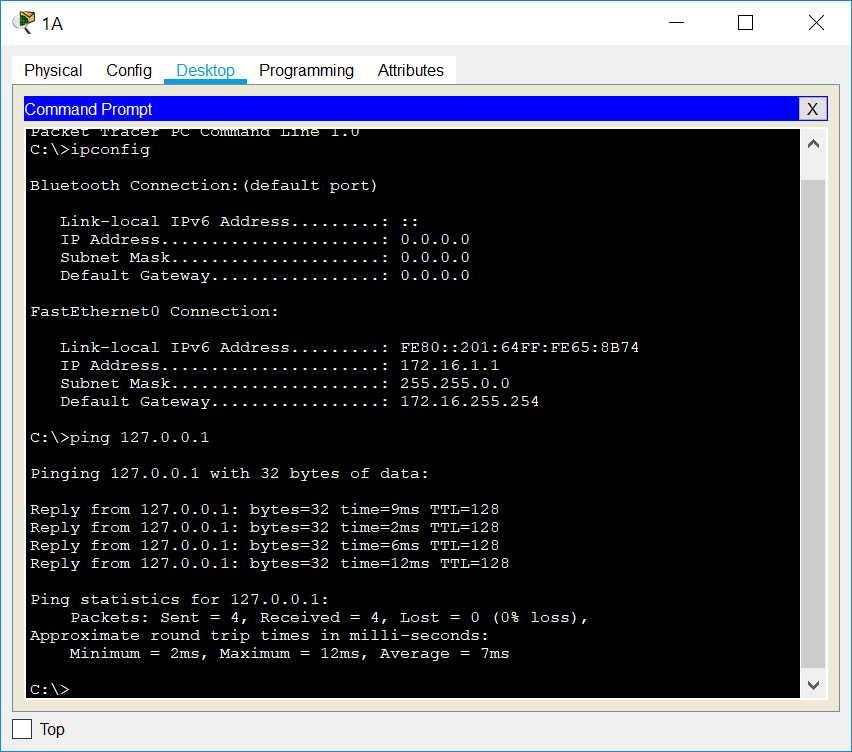 1A
Physical Config Desktop Programming Attributes
Command Prompt X
Packet Tracer PC Command Line 1.0
C:\>ipconfig
Bluetooth Connection:(default port)
Link-local IPv6 Address.........: ::
IP Address......................: 0.0.0.0
Subnet Mask.....................: 0.0.0.0
Default Gateway.................: 0.0.0.0
FastEthernet0 Connection:
Link-local IPv6 Address.........: FE80::201:64FF:FE65:8B74
IP Address......................: 172.16.1.1
Subnet Mask.....................: 255.255.0.0
Default Gateway.................: 172.16.255.254
C:\>ping 127.0.0.1
Pinging 127.0.0.1 with 32 bytes of data:
Reply from 127.0.0.1: bytes=32 time=9ms TTL=128
Reply from 127.0.0.1: bytes=32 time=2ms TTL=128
Reply from 127.0.0.1: bytes=32 time=6ms TTL=128
Reply from 127.0.0.1: bytes=32 time=12ms TTL=128
Ping statistics for 127.0.0.1:
Packets: Sent = 4, Received = 4, Lost = 0 (0% loss),
Approximate round trip times in milli-seconds:
Minimum = 2ms, Maximum = 12ms, Average = 7ms
C:\>
Top